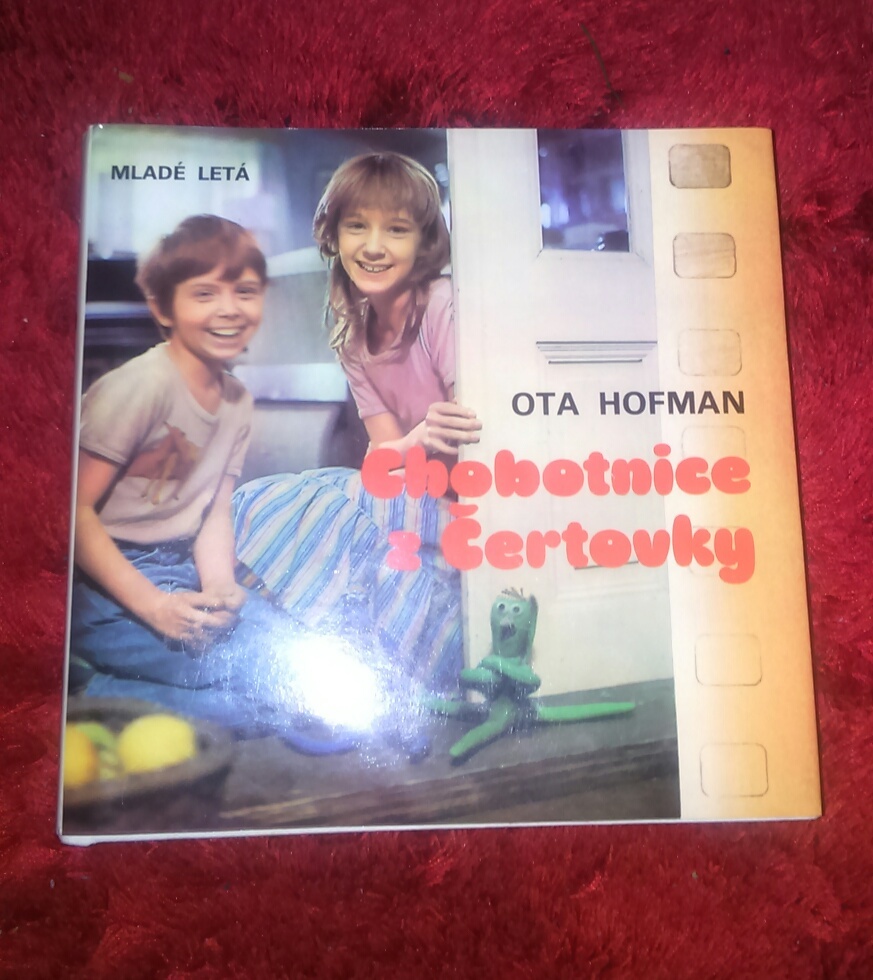 MLADÉ LETÁ
OTA HOFMAN
Chobotnice
z Čertovky